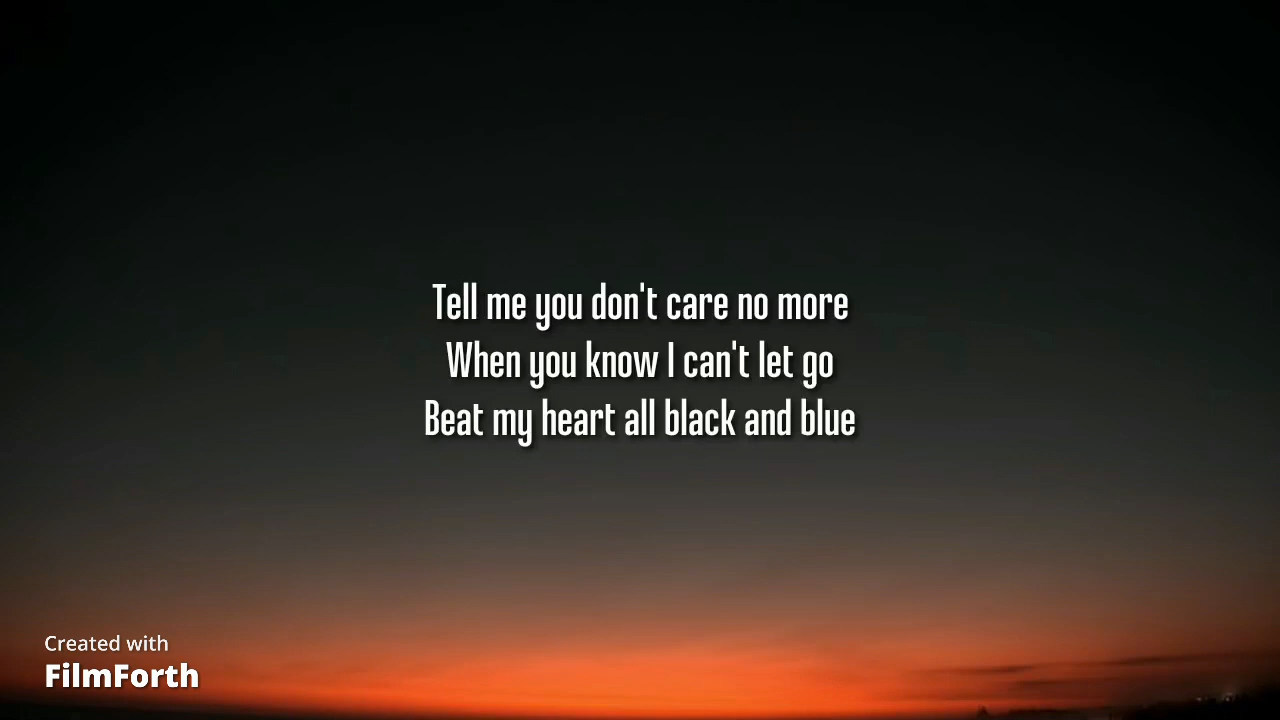 Tell me you don't care no more
When you know I can't let go
Beat my heart all black and blue
Created with
FilmForth